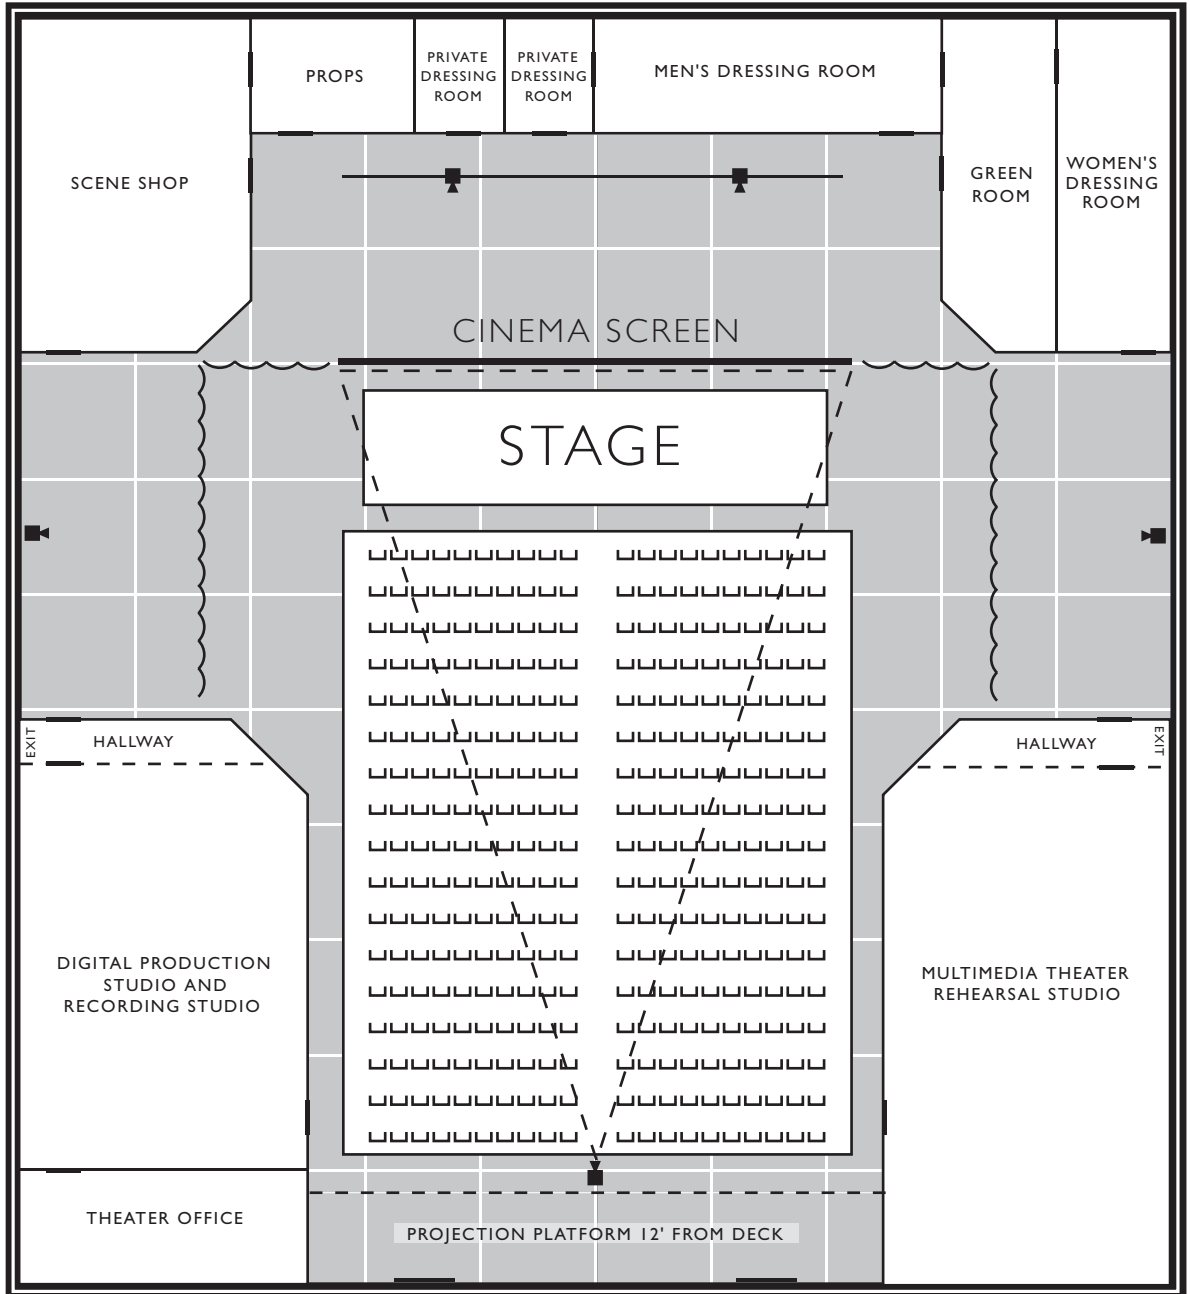 PROPS
PRIVATE
DRESSING
ROOM
PRIVATE
DRESSING
ROOM
MEN'S DRESSING ROOM
SCENE SHOP
GREEN
ROOM
WOMEN'S
DRESSING
ROOM
CINEMA SCREEN
STAGE
EXIT
HALLWAY
HALLWAY
EXIT
DIGITAL PRODUCTION
STUDIO AND
RECORDING STUDIO
MULTIMEDIA THEATER
REHEARSAL STUDIO
THEATER OFFICE
PROJECTION PLATFORM 12' FROM DECK